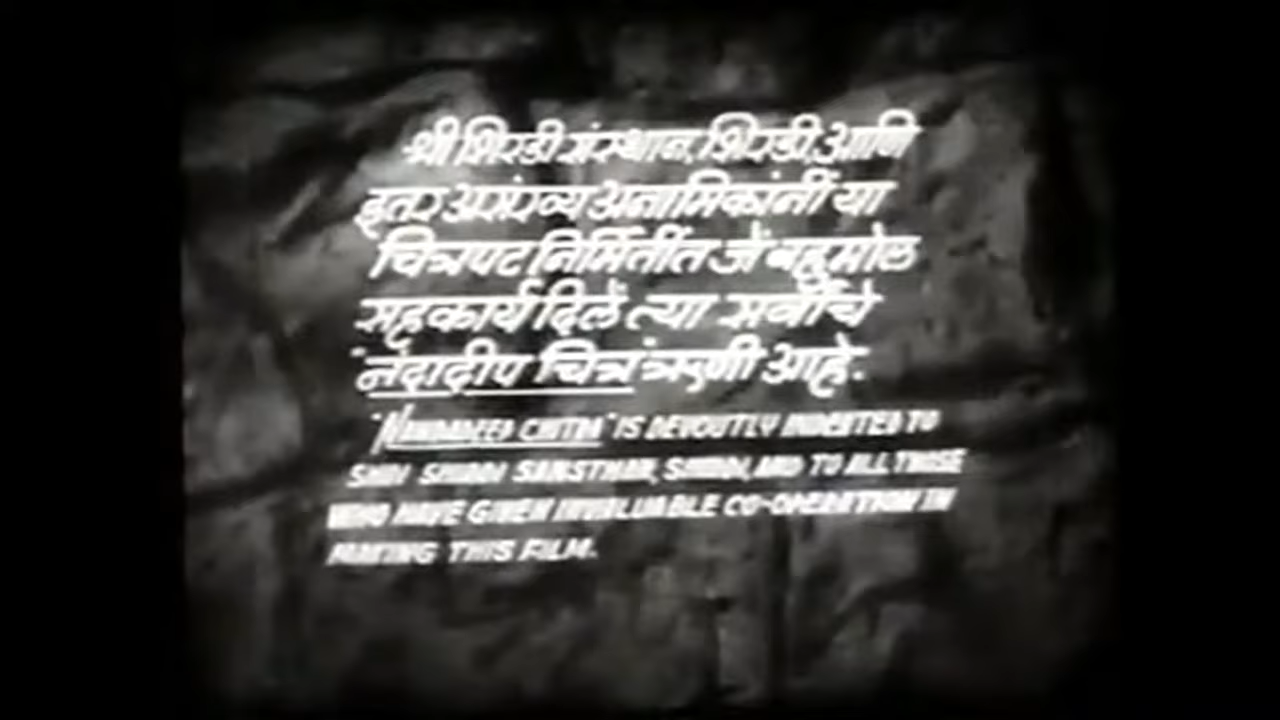 श्री शिरडी संस्थान, शिरडी, आणि
इतर असंख्य अनामिकांनीं या
चित्रपट निर्मितींत जें बहुमोल
सहकार्य दिलें त्या सर्वांचे
"नंदादीप चित्र" ऋणी आहे.
"NANDADEEP CHITRA" IS DEVOUTLY INDEBTED TO
SHRI SHIRDI SANSTHAN, SHIRDI, AND TO ALL THOSE
WHO HAVE GIVEN INVALUABLE CO-OPERATION IN
MAKING THIS FILM.